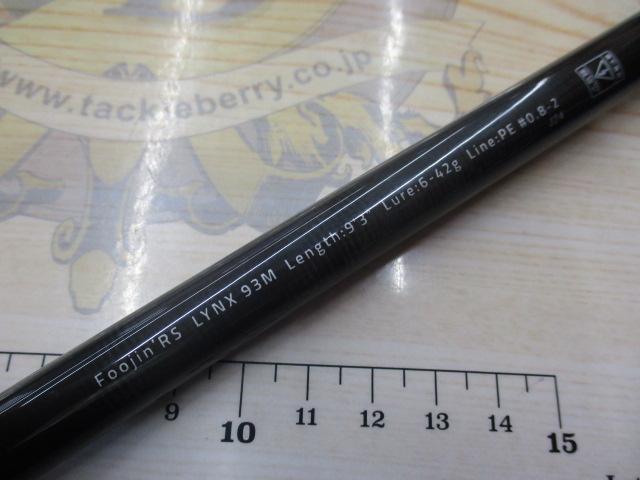 www.tackleberry.co.jp
Foojin'RS LYNX 93M Length:9'3" Lure:6-42g Line:PE #0.8-2
9 10 11 12 13 14 15